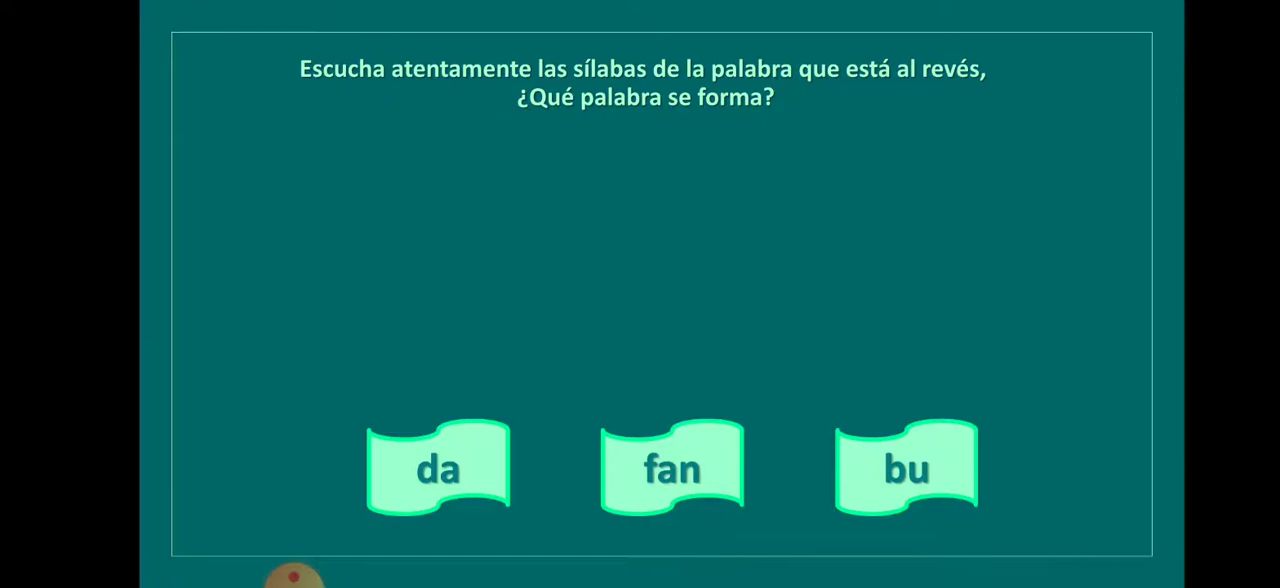 Escucha atentamente las sílabas de la palabra que está al revés,
¿Qué palabra se forma?
da fan bu